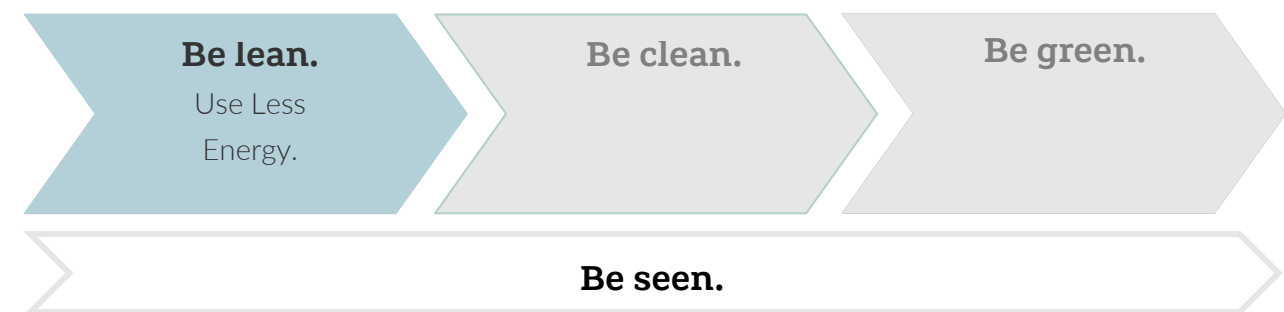 Be lean.
Use Less
Energy.
Be clean.
Be green.
Be seen.